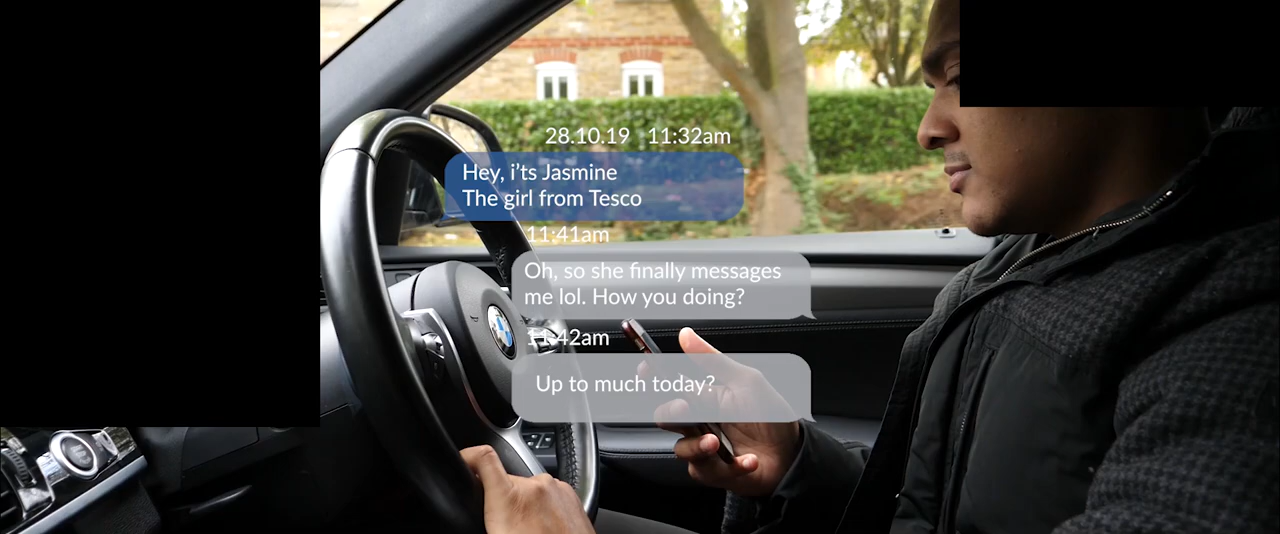 28.10.19 11:32am
Hey, i'ts Jasmine
The girl from Tesco
11:41am
Oh, so she finally messages
me lol. How you doing?
11:42am
Up to much today?